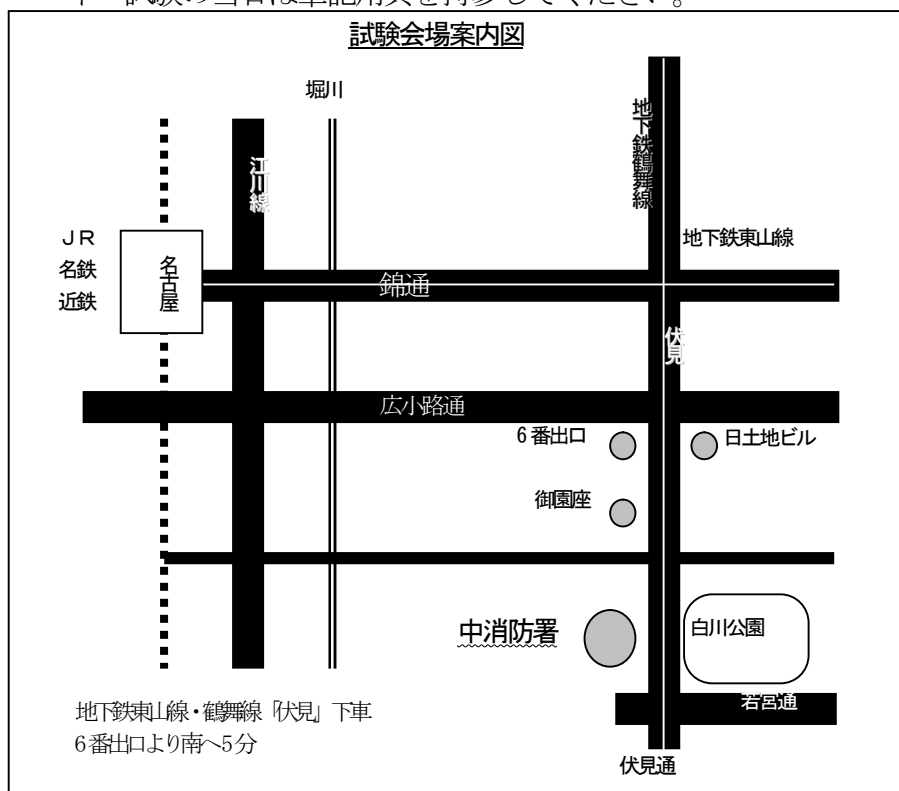 試験会場案内図
堀川
地下鉄鶴舞線
江川線
地下鉄東山線
ＪＲ
名鉄
近鉄
名古屋
錦通
伏見
広小路通
6番出口
日土地ビル
御園座
中消防署
白川公園
若宮通
地下鉄東山線・鶴舞線「伏見」下車
6番出口より南へ5分
伏見通